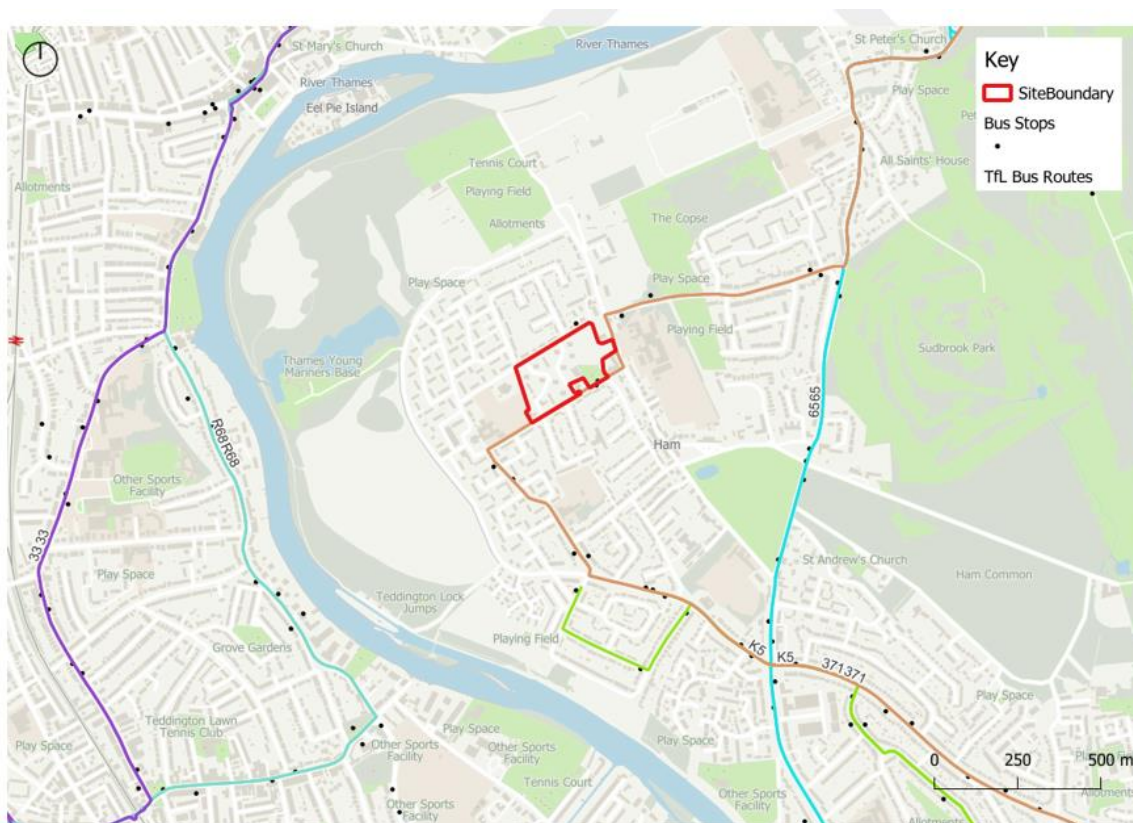 St Mary's Church
River Thames
River Thames
Eel Pie Island
St Peter's Church
Play Space
All Saints' House
Key
SiteBoundary
Bus Stops
TfL Bus Routes
Allotments
Tennis Court
Playing Field
Allotments
The Copse
Play Space
Play Space
Playing Field
Thames Young
Mariners Base
Sudbrook Park
6565
R68 R68
Ham
Other Sports
Facility
33 33
Play Space
St Andrew's Church
Ham Common
Teddington Lock
Jumps
Grove Gardens
Playing Field
K5
K5
371371
Play Space
Teddington Lawn
Tennis Club
Play Space
Play Space
Other Sports
Facility
Other Sports
Facility
Tennis Court
Other Sports
Facility
Play Space
Other Sports
Facility
Allotments
0 250 500 m